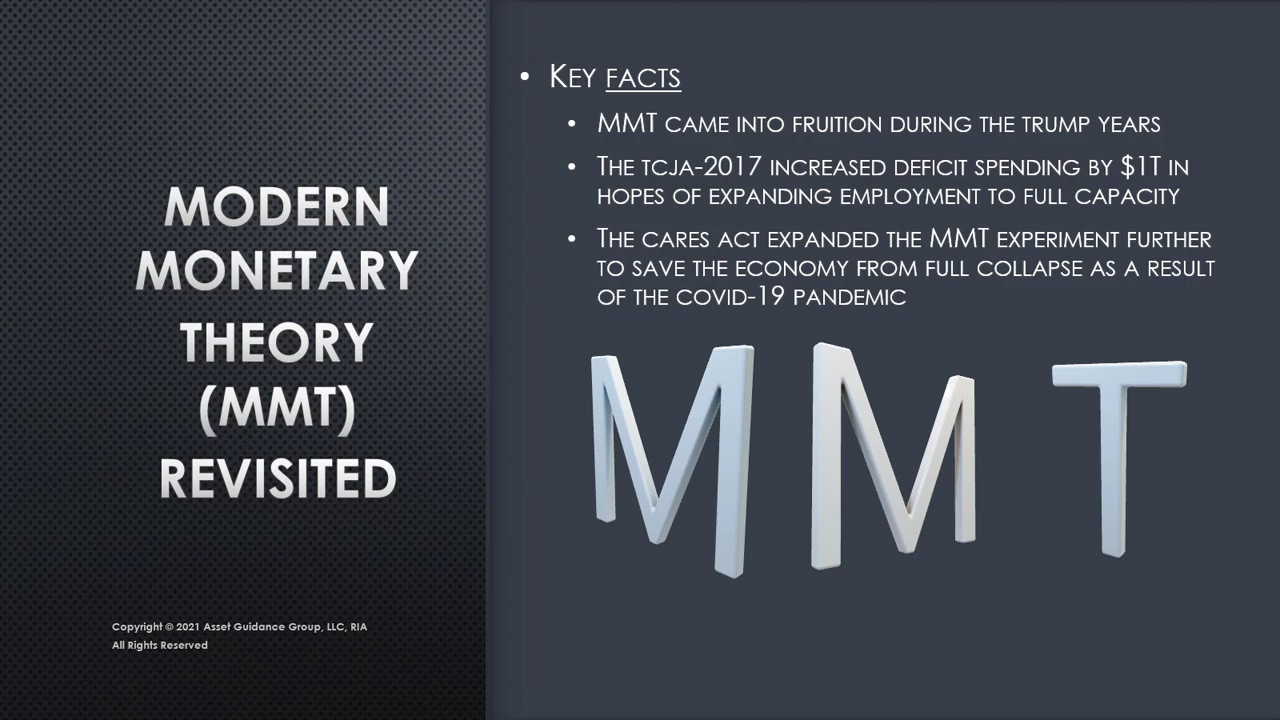 MODERN
MONETARY
THEORY
(MMT)
REVISITED
Copyright © 2021 Asset Guidance Group, LLC, RIA
All Rights Reserved
• KEY FACTS
• MMT CAME INTO FRUITION DURING THE TRUMP YEARS
• THE TCJA-2017 INCREASED DEFICIT SPENDING BY $1T IN
HOPES OF EXPANDING EMPLOYMENT TO FULL CAPACITY
• THE CARES ACT EXPANDED THE MMT EXPERIMENT FURTHER
TO SAVE THE ECONOMY FROM FULL COLLAPSE AS A RESULT
OF THE COVID-19 PANDEMIC
MMT